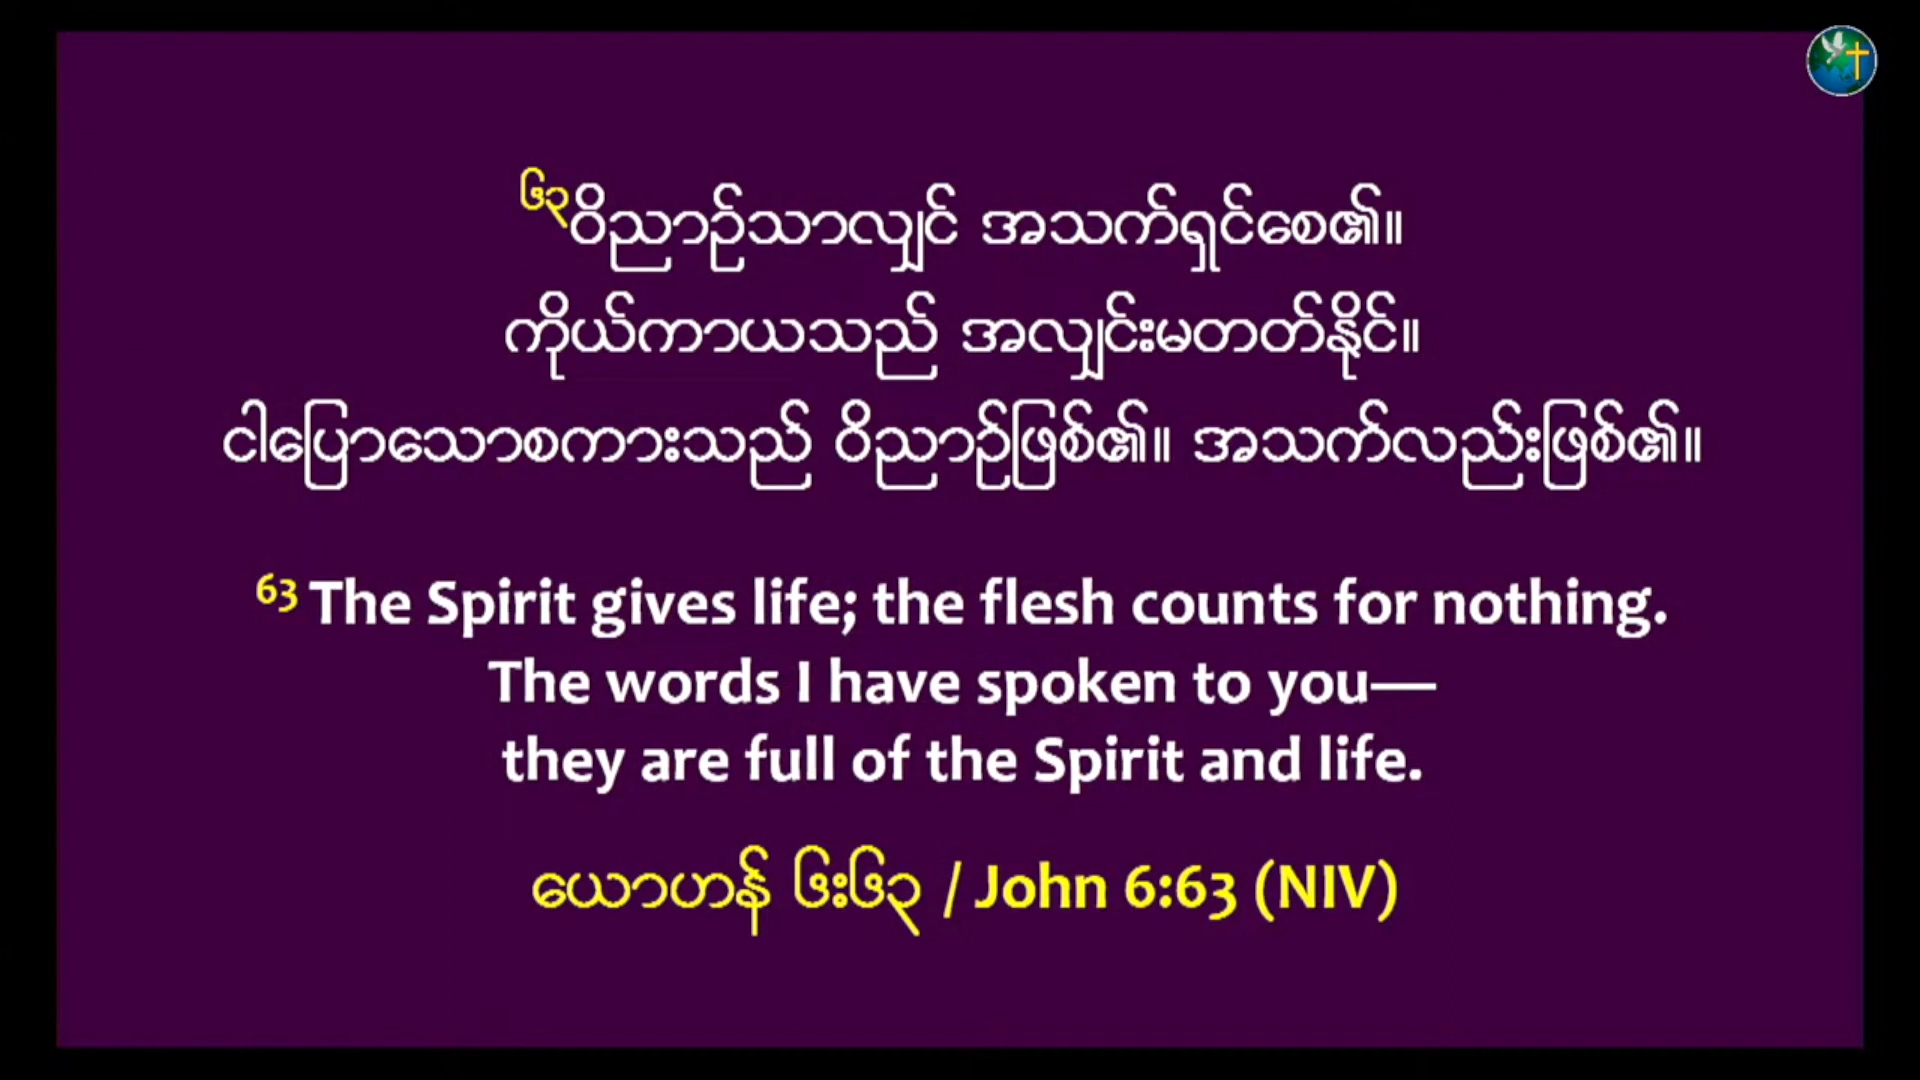 ၆၃ဝိညာဉ်သာလျှင် အသက်ရှင်စေ၏။
ကိုယ်ကာယသည် အလျှင်းမတတ်နိုင်။
ငါပြောသောစကားသည် ဝိညာဉ်ဖြစ်၏။ အသက်လည်းဖြစ်၏။
63 The Spirit gives life; the flesh counts for nothing.
The words I have spoken to you—
they are full of the Spirit and life.
ယောဟန် ၆း၆၃ / John 6:63 (NIV)